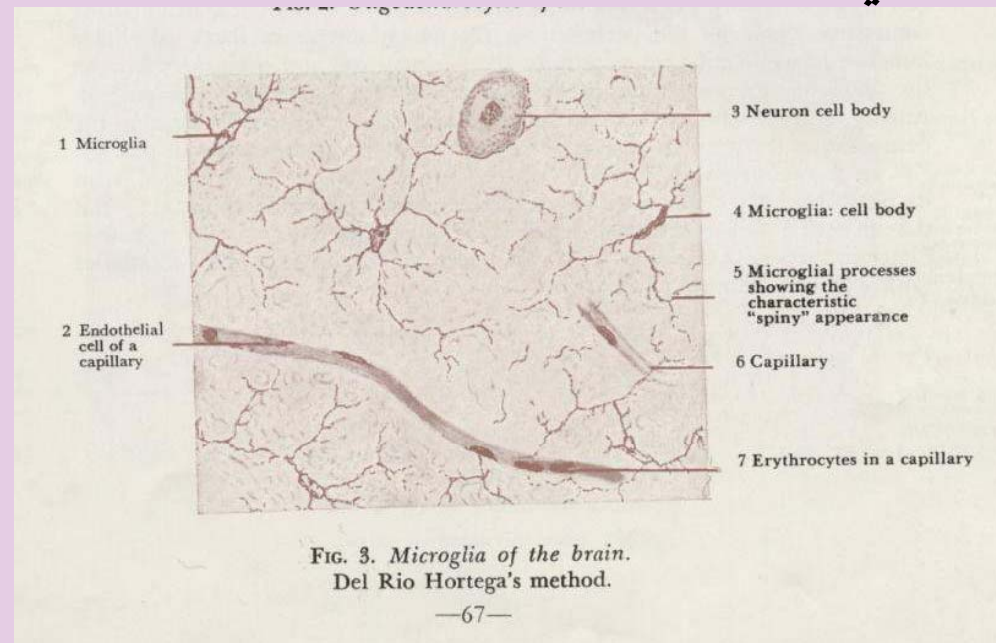 1 Microglia
2 Endothelial
cell of a
capillary
3 Neuron cell body
4 Microglia: cell body
5 Microglial processes
showing the
characteristic
"spiny" appearance
6 Capillary
7 Erythrocytes in a capillary
FIG. 3. Microglia of the brain.
Del Rio Hortega's method.
—67—